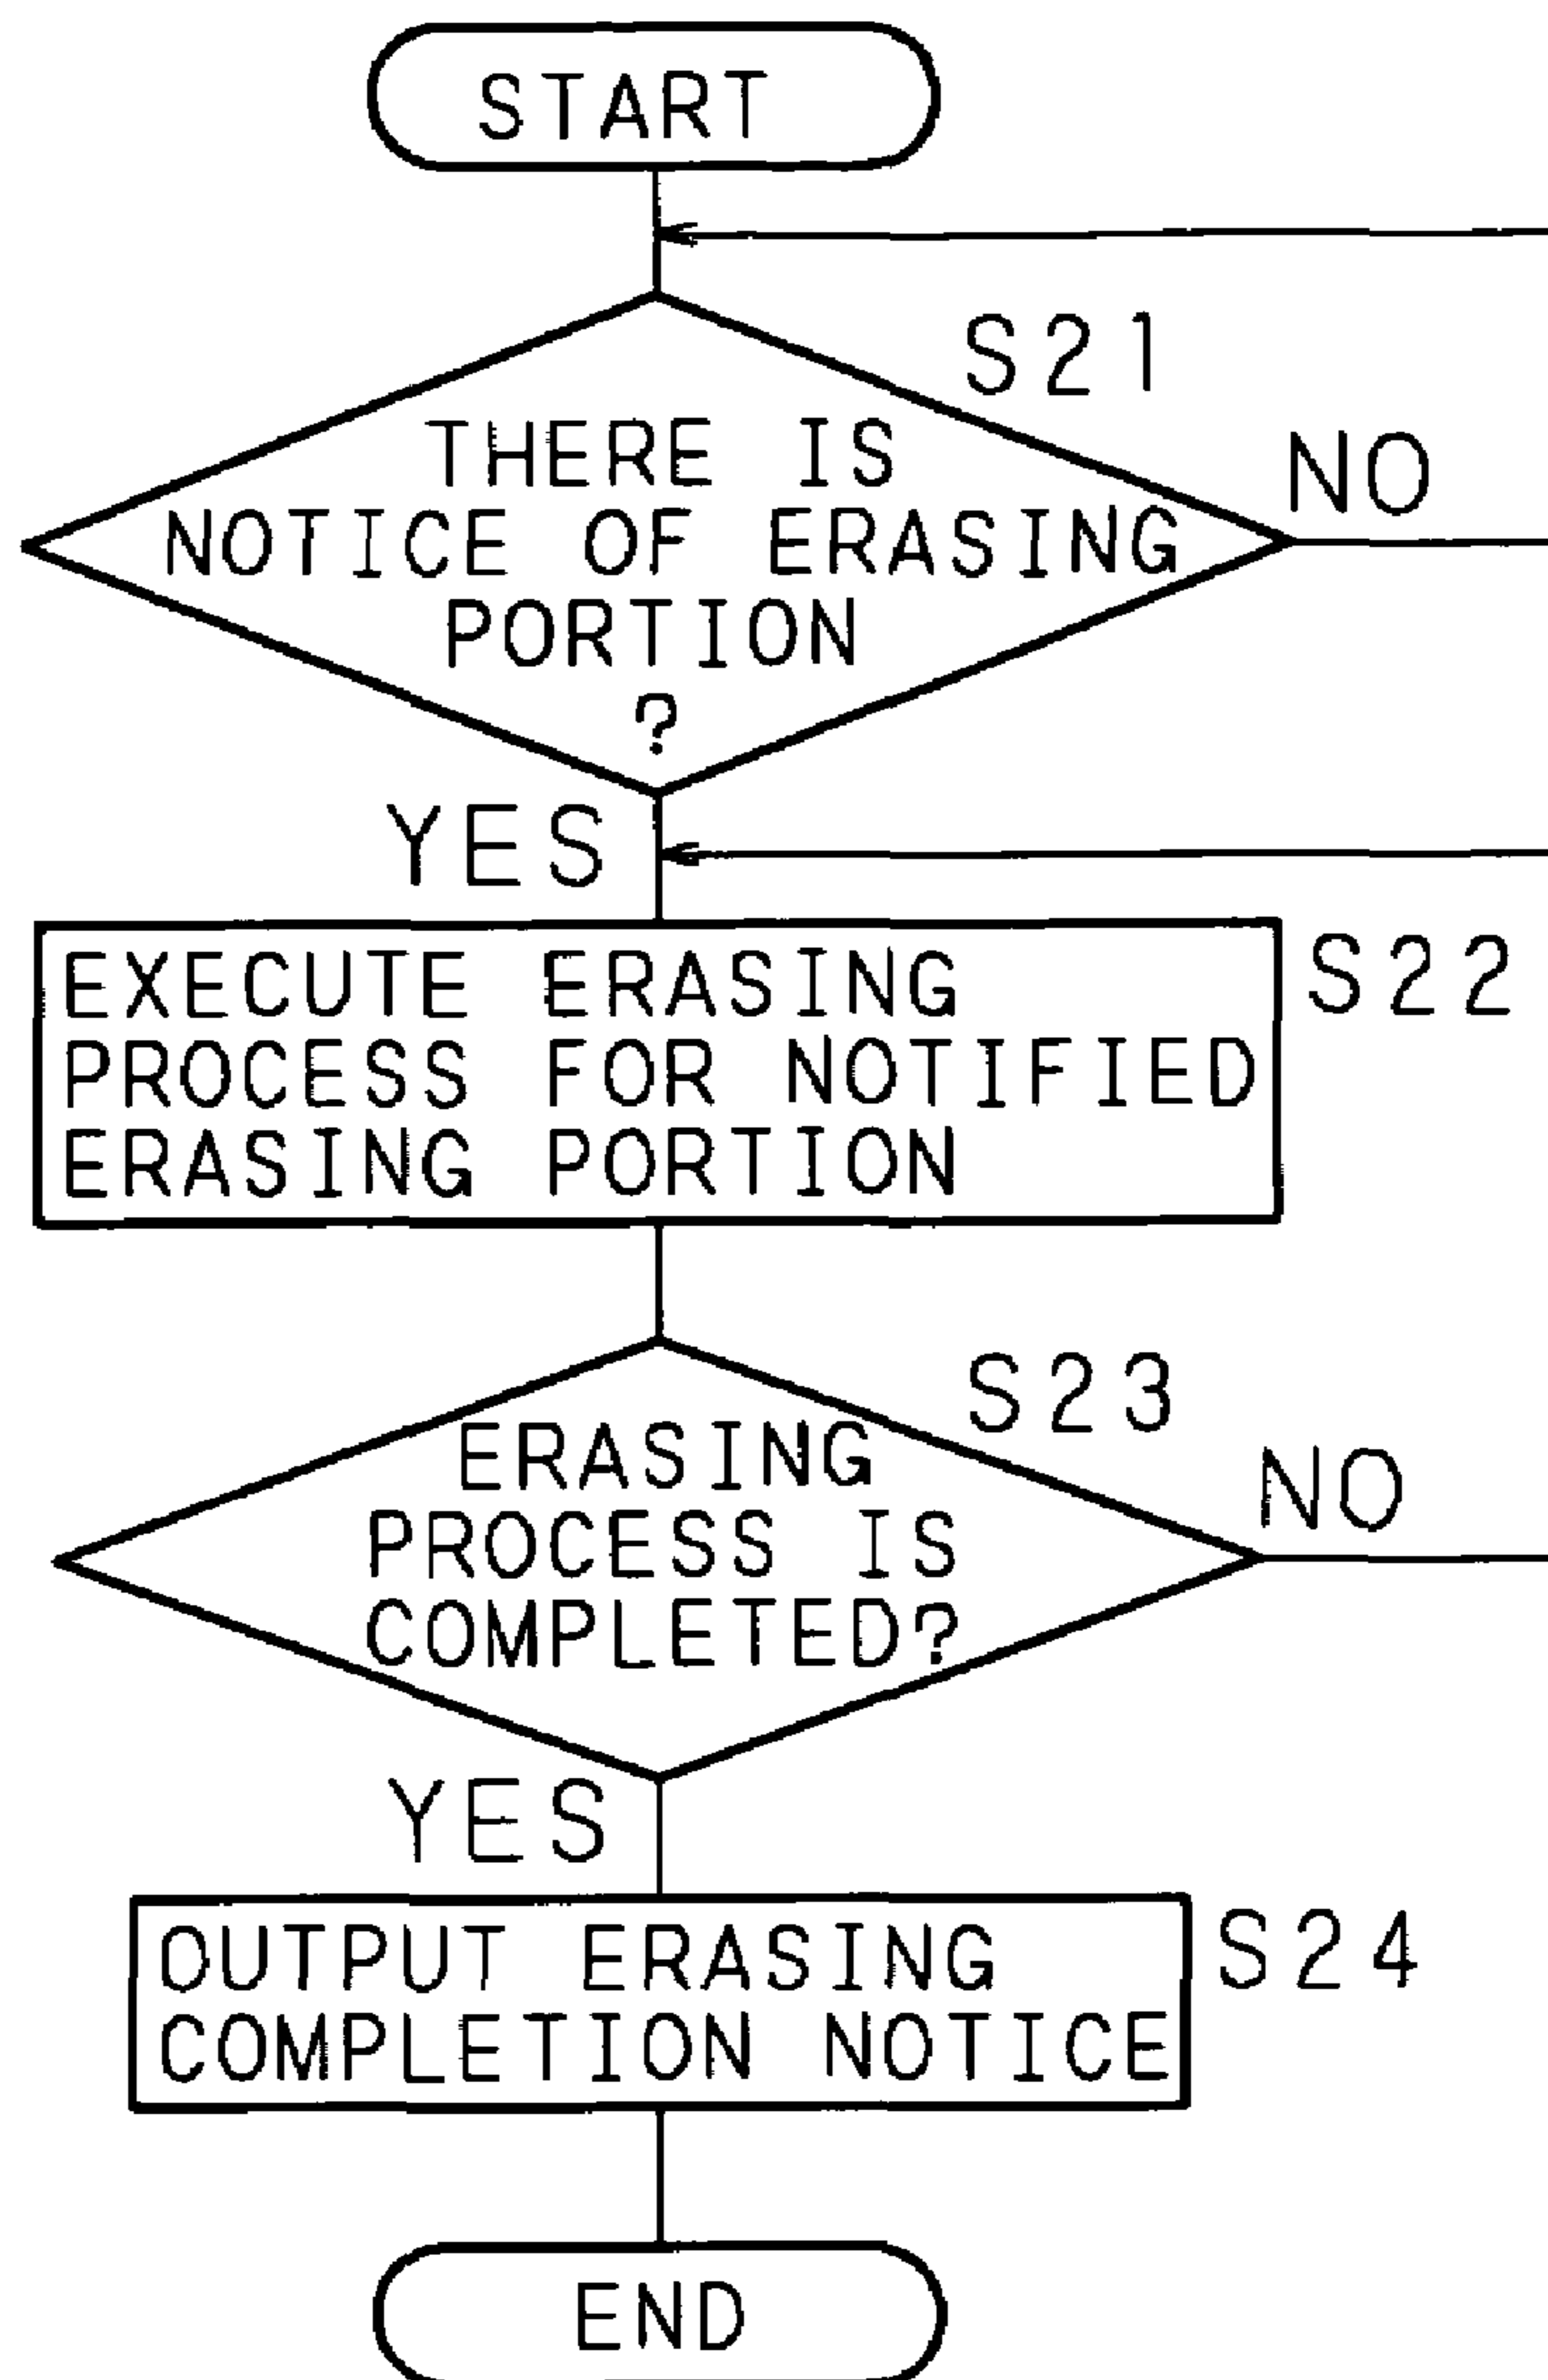 START
S21
THERE IS
NOTICE OF ERASING
PORTION
?
NO
YES
EXECUTE ERASING
PROCESS FOR NOTIFIED
ERASING PORTION
S22
S23
ERASING
PROCESS IS
COMPLETED?
NO
YES
OUTPUT ERASING
COMPLETION NOTICE
S24
END